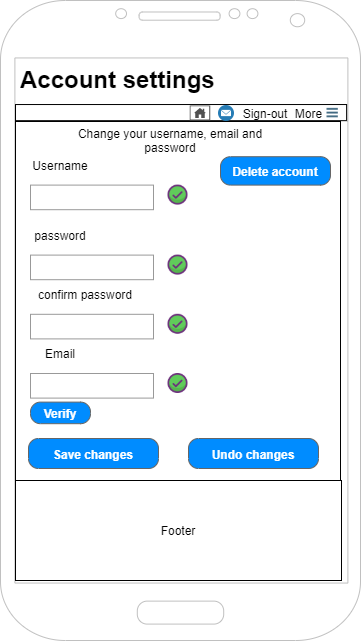 Account settings
Sign-out More
Change your username, email and
password
Username
Delete account
password
confirm password
Email
Verify
Save changes
Undo changes
Footer